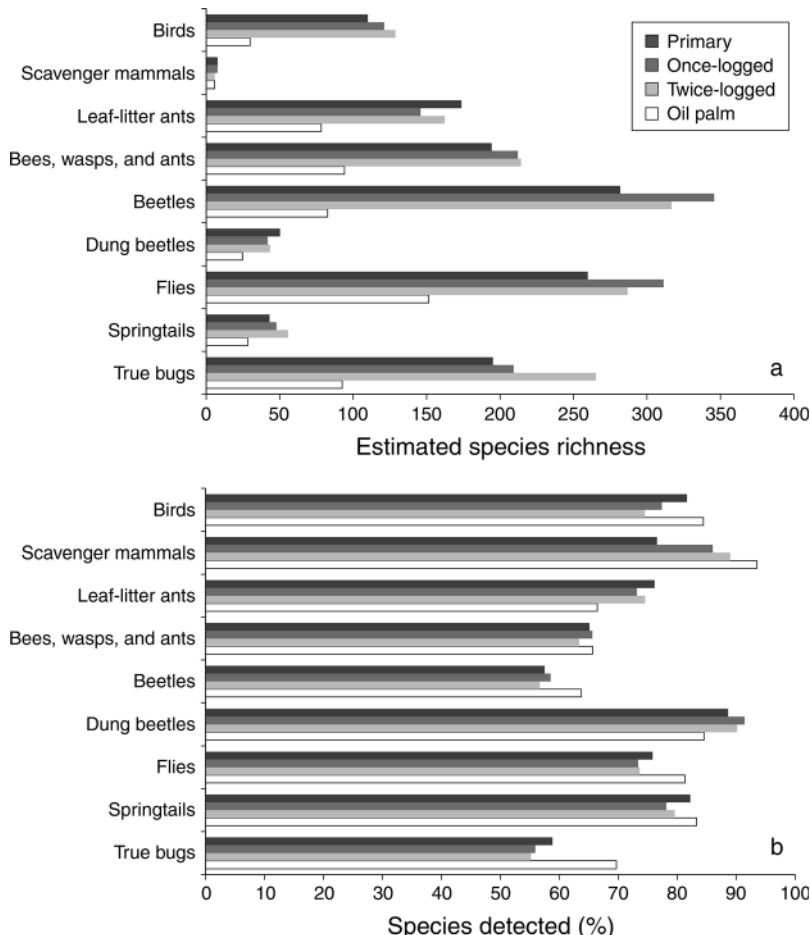 Birds
Scavenger mammals
Leaf-litter ants
Bees, wasps, and ants
Beetles
Dung beetles
Flies
Springtails
True bugs
Primary
Once-logged
Twice-logged
Oil palm
a
0 50 100 150 200 250 300 350 400
Estimated species richness
Birds
Scavenger mammals
Leaf-litter ants
Bees, wasps, and ants
Beetles
Dung beetles
Flies
Springtails
True bugs
b
0 10 20 30 40 50 60 70 80 90 100
Species detected (%)